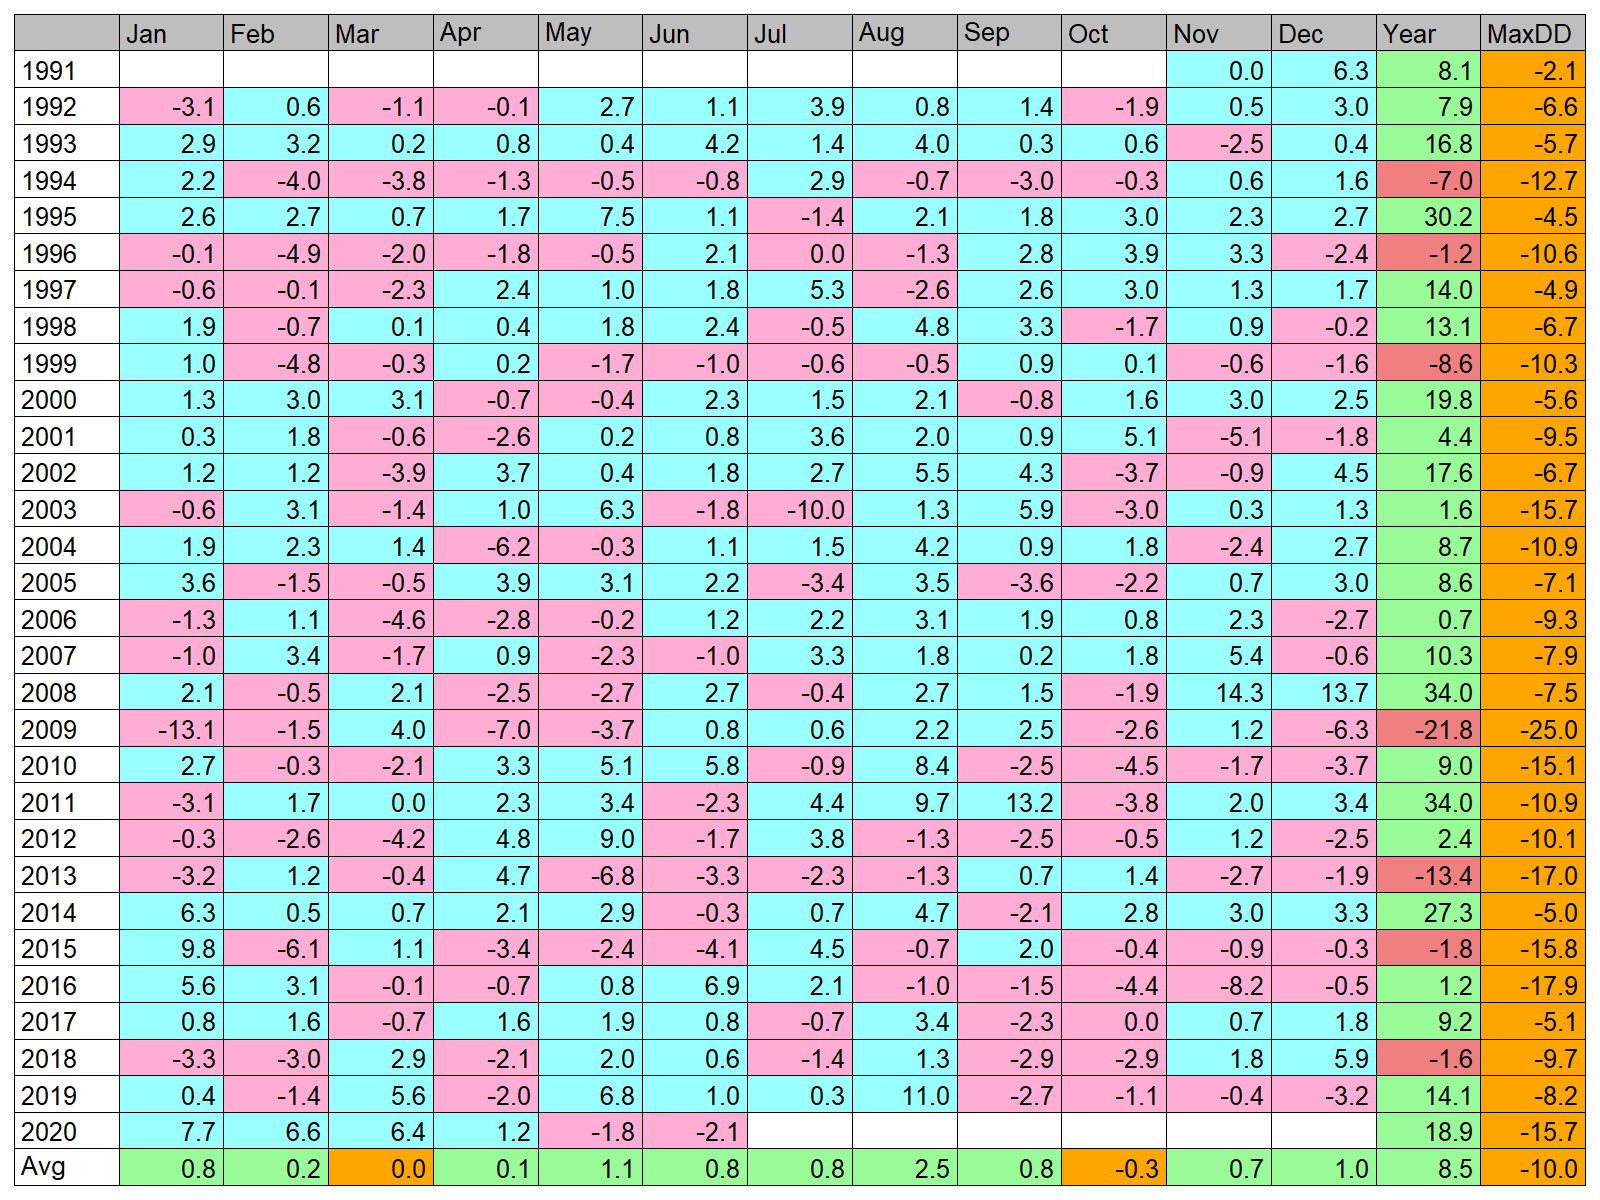 Jan Feb Mar Apr May Jun Jul Aug Sep Oct Nov Dec Year MaxDD
1991 0.0 6.3 8.1 -2.1
1992 -3.1 0.6 -1.1 -0.1 2.7 1.1 3.9 0.8 1.4 -1.9 0.5 3.0 7.9 -6.6
1993 2.9 3.2 0.2 0.8 0.4 4.2 1.4 4.0 0.3 0.6 -2.5 0.4 16.8 -5.7
1994 2.2 -4.0 -3.8 -1.3 -0.5 -0.8 2.9 -0.7 -3.0 -0.3 0.6 1.6 -7.0 -12.7
1995 2.6 2.7 0.7 1.7 7.5 1.1 -1.4 2.1 1.8 3.0 2.3 2.7 30.2 -4.5
1996 -0.1 -4.9 -2.0 -1.8 -0.5 2.1 0.0 -1.3 2.8 3.9 3.3 -2.4 -1.2 -10.6
1997 -0.6 -0.1 -2.3 2.4 1.0 1.8 5.3 -2.6 2.6 3.0 1.3 1.7 14.0 -4.9
1998 1.9 -0.7 0.1 0.4 1.8 2.4 -0.5 4.8 3.3 -1.7 0.9 -0.2 13.1 -6.7
1999 1.0 -4.8 -0.3 0.2 -1.7 -1.0 -0.6 -0.5 0.9 0.1 -0.6 -1.6 -8.6 -10.3
2000 1.3 3.0 3.1 -0.7 -0.4 2.3 1.5 2.1 -0.8 1.6 3.0 2.5 19.8 -5.6
2001 0.3 1.8 -0.6 -2.6 0.2 0.8 3.6 2.0 0.9 5.1 -5.1 -1.8 4.4 -9.5
2002 1.2 1.2 -3.9 3.7 0.4 1.8 2.7 5.5 4.3 -3.7 -0.9 4.5 17.6 -6.7
2003 -0.6 3.1 -1.4 1.0 6.3 -1.8 -10.0 1.3 5.9 -3.0 0.3 1.3 1.6 -15.7
2004 1.9 2.3 1.4 -6.2 -0.3 1.1 1.5 4.2 0.9 1.8 -2.4 2.7 8.7 -10.9
2005 3.6 -1.5 -0.5 3.9 3.1 2.2 -3.4 3.5 -3.6 -2.2 0.7 3.0 8.6 -7.1
2006 -1.3 1.1 -4.6 -2.8 -0.2 1.2 2.2 3.1 1.9 0.8 2.3 -2.7 0.7 -9.3
2007 -1.0 3.4 -1.7 0.9 -2.3 -1.0 3.3 1.8 0.2 1.8 5.4 -0.6 10.3 -7.9
2008 2.1 -0.5 2.1 -2.5 -2.7 2.7 -0.4 2.7 1.5 -1.9 14.3 13.7 34.0 -7.5
2009 -13.1 -1.5 4.0 -7.0 -3.7 0.8 0.6 2.2 2.5 -2.6 1.2 -6.3 -21.8 -25.0
2010 2.7 -0.3 -2.1 3.3 5.1 5.8 -0.9 8.4 -2.5 -4.5 -1.7 -3.7 9.0 -15.1
2011 -3.1 1.7 0.0 2.3 3.4 -2.3 4.4 9.7 13.2 -3.8 2.0 3.4 34.0 -10.9
2012 -0.3 -2.6 -4.2 4.8 9.0 -1.7 3.8 -1.3 -2.5 -0.5 1.2 -2.5 2.4 -10.1
2013 -3.2 1.2 -0.4 4.7 -6.8 -3.3 -2.3 -1.3 0.7 1.4 -2.7 -1.9 -13.4 -17.0
2014 6.3 0.5 0.7 2.1 2.9 -0.3 0.7 4.7 -2.1 2.8 3.0 3.3 27.3 -5.0
2015 9.8 -6.1 1.1 -3.4 -2.4 -4.1 4.5 -0.7 2.0 -0.4 -0.9 -0.3 -1.8 -15.8
2016 5.6 3.1 -0.1 -0.7 0.8 6.9 2.1 -1.0 -1.5 -4.4 -8.2 -0.5 1.2 -17.9
2017 0.8 1.6 -0.7 1.6 1.9 0.8 -0.7 3.4 -2.3 0.0 0.7 1.8 9.2 -5.1
2018 -3.3 -3.0 2.9 -2.1 2.0 0.6 -1.4 1.3 -2.9 -2.9 1.8 5.9 -1.6 -9.7
2019 0.4 -1.4 5.6 -2.0 6.8 1.0 0.3 11.0 -2.7 -1.1 -0.4 -3.2 14.1 -8.2
2020 7.7 6.6 6.4 1.2 -1.8 -2.1 18.9 -15.7
Avg 0.8 0.2 0.0 0.1 1.1 0.8 0.8 2.5 0.8 -0.3 0.7 1.0 8.5 -10.0